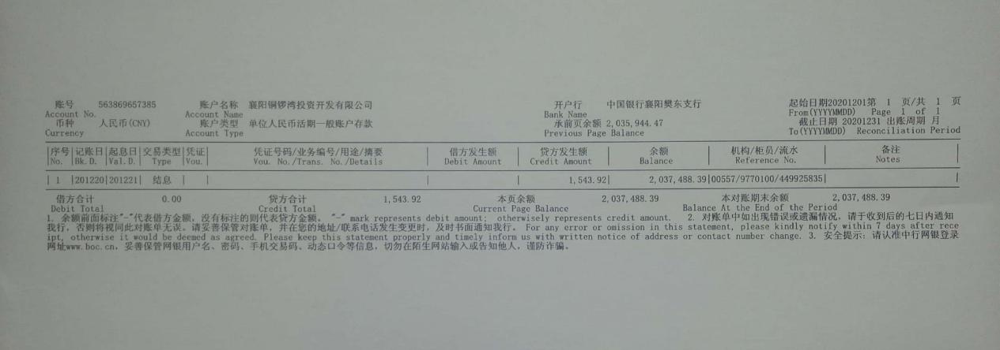 账号 563869657385 账户名称 襄阳铜锣湾投资开发有限公司 开户行 中国银行襄阳樊东支行 起始日期20201201第 1 页/共 1 页
Account No. Account Name Bank Name From(YYYYMMDD) Page 1 of 1
币种 人民币(CNY) 账户类型 单位人民币活期一般账户存款 承前页余额 2,035,944.47 截止日期 20201231 出账周期 月
Currency Account Type Previous Page Balance To(YYYYMMDD) Reconciliation Period
|序号|记账日|起息日|交易类型|凭证| 凭证号码/业务编号/用途/摘要 | 借方发生额 | 贷方发生额 | 余额 | 机构/柜员/流水 | 备注 |
|No. |Bk.D. |Val.D.| Type |Vou.| Vou. No./Trans. No./Details | Debit Amount | Credit Amount | Balance | Reference No. | Notes |
| 1 |201220|201221| 结息 | | | | 1,543.92| 2,037,488.39|00557/9770100/449925835| |
借方合计 0.00 贷方合计 1,543.92 本页余额 2,037,488.39 本对账期末余额 2,037,488.39
Debit Total Credit Total Current Page Balance Balance At the End of the Period
1. 余额前面标注"-"代表借方金额，没有标注的则代表贷方金额。 "-" mark represents debit amount; otherwisely represents credit amount. 2. 对账单中如出现错误或遗漏情况，请于收到后的七日内通知
我行，否则将视同此对账单无误。请妥善保管对账单，并在您的地址/联系电话发生变更时，及时书面通知我行。 For any error or omission in this statement, please kindly notify within 7 days after rece
ipt, otherwise it would be deemed as agreed. Please keep this statement properly and timely inform us with written notice of address or contact number change. 3. 安全提示：请认准中行网银登录
网址www.boc.cn，妥善保管网银用户名、密码、手机交易码、动态口令等信息，切勿在陌生网站输入或告知他人，谨防诈骗。